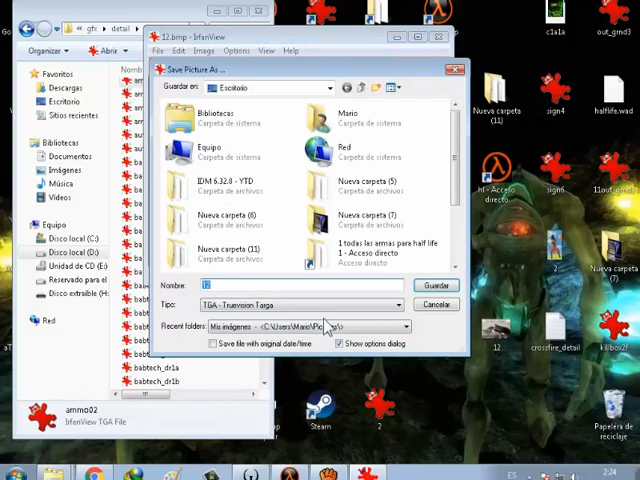 gfx ▸ detail
12.bmp - IrfanView
Organizar
Abrir
File Edit Image Options View Help
Nombre
Favoritos
Descargas
Escritorio
Sitios recientes
Bibliotecas
Documentos
Imágenes
Música
Vídeos
Equipo
Disco local (C:)
Disco local (D:)
Unidad de CD (E:)
Reservado para el
Disco extraíble (
Red
babtech_dr1a
babtech_dr1b
ammo02
IrfanView TGA File
Save Picture As ...
Guardar en:
Escritorio
Bibliotecas
Carpeta de sistema
Mario
Carpeta de sistema
Equipo
Carpeta de sistema
Red
Carpeta de sistema
IDM 6.32.8 - YTD
Carpeta de archivos
Nueva carpeta (5)
Carpeta de archivos
Nueva carpeta (6)
Carpeta de archivos
Nueva carpeta (7)
Carpeta de archivos
Nueva carpeta (11)
Carpeta de archivos
1 todas las armas para half life
1 - Acceso directo
Acceso directo
Nombre:
12
Guardar
Tipo:
TGA - Truevision Targa
Cancelar
Recent folders:
Mis imágenes - <C:\Users\Mario\Pic
Save file with original date/time
Show options dialog
c1a1a
out_grnd3
Nueva carpeta
(11)
sign4
halflife.wad
hl - Acceso
directo
sign6
11out_grnd3
2
Nueva carpeta
(7)
12
crossfire_detail
killbox2f
Steam
2
Papelera de
reciclaje
ES
2:24